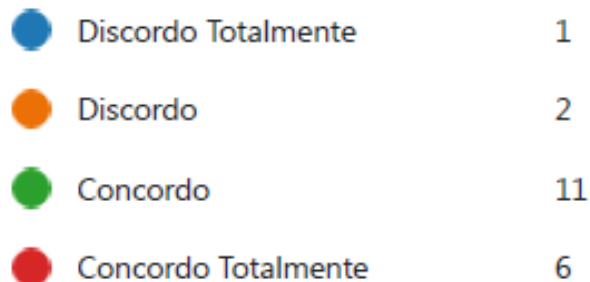 Discordo Totalmente 1
Discordo 2
Concordo 11
Concordo Totalmente 6